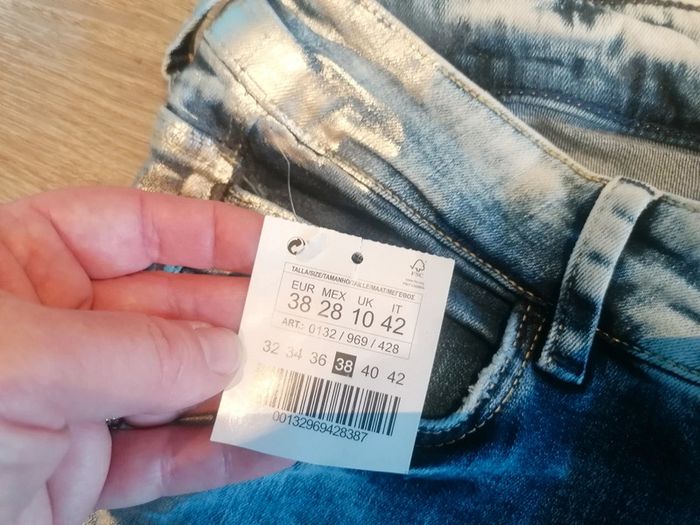 FSC
TALLA/SIZE/TAMANHO/TAILLE/MAAT/ΜΕΓΕΘΟΣ
EUR MEX UK IT
38 28 10 42
ART.: 0132 / 969 / 428
32 34 36 38 40 42
00132969428387